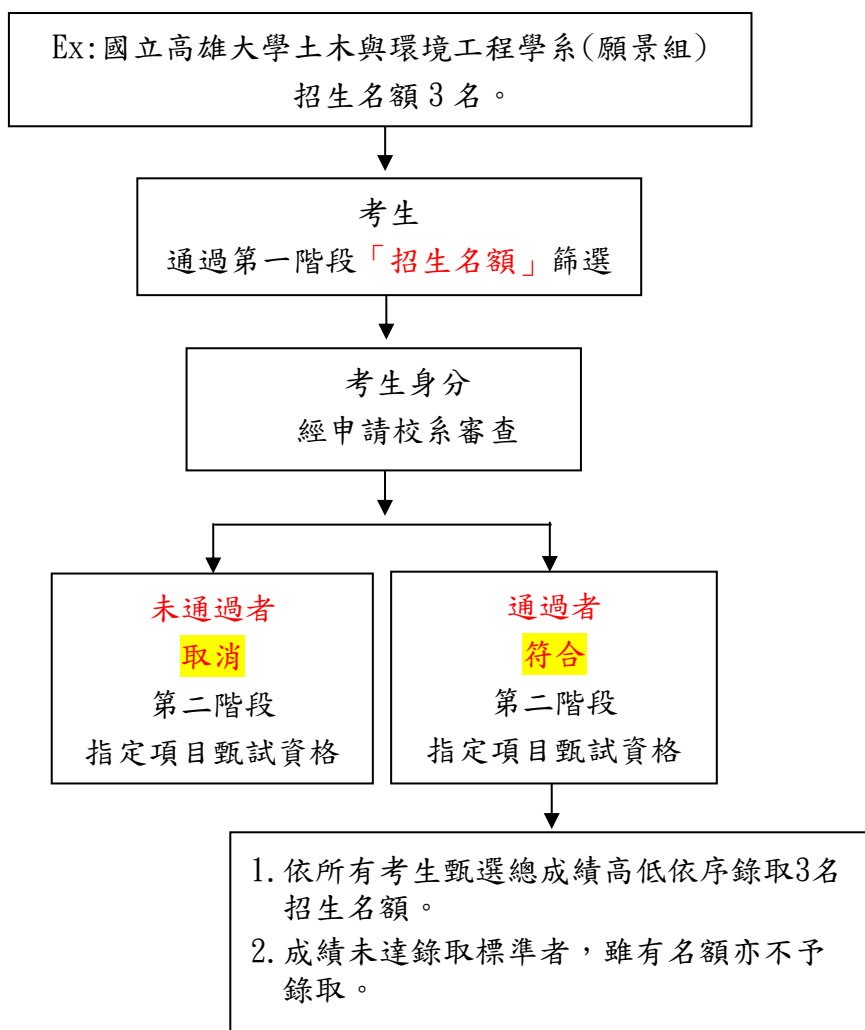 Ex:國立高雄大學土木與環境工程學系(願景組)
招生名額 3 名。
考生
通過第一階段「招生名額」篩選
考生身分
經申請校系審查
未通過者
取消
第二階段
指定項目甄試資格
通過者
符合
第二階段
指定項目甄試資格
1. 依所有考生甄選總成績高低依序錄取3名
招生名額。
2. 成績未達錄取標準者，雖有名額亦不予
錄取。